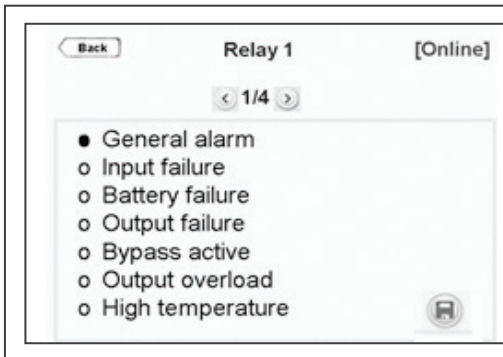 Back Relay 1 [Online]
< 1/4 >
● General alarm
o Input failure
o Battery failure
o Output failure
o Bypass active
o Output overload
o High temperature